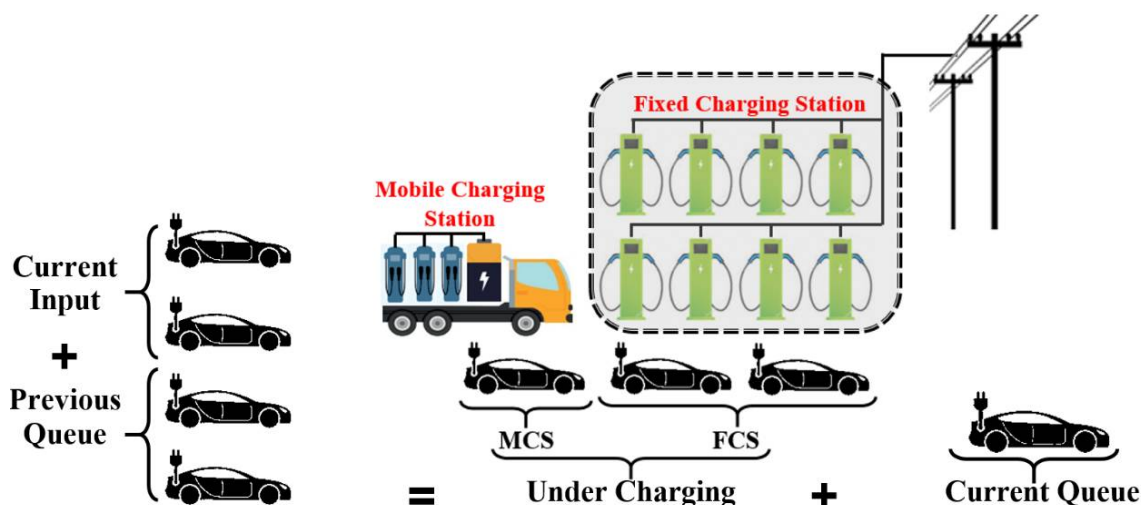 Fixed Charging Station
Mobile Charging
Station
Current
Input
+
Previous
Queue
MCS
FCS
=
Under Charging
+
Current Queue